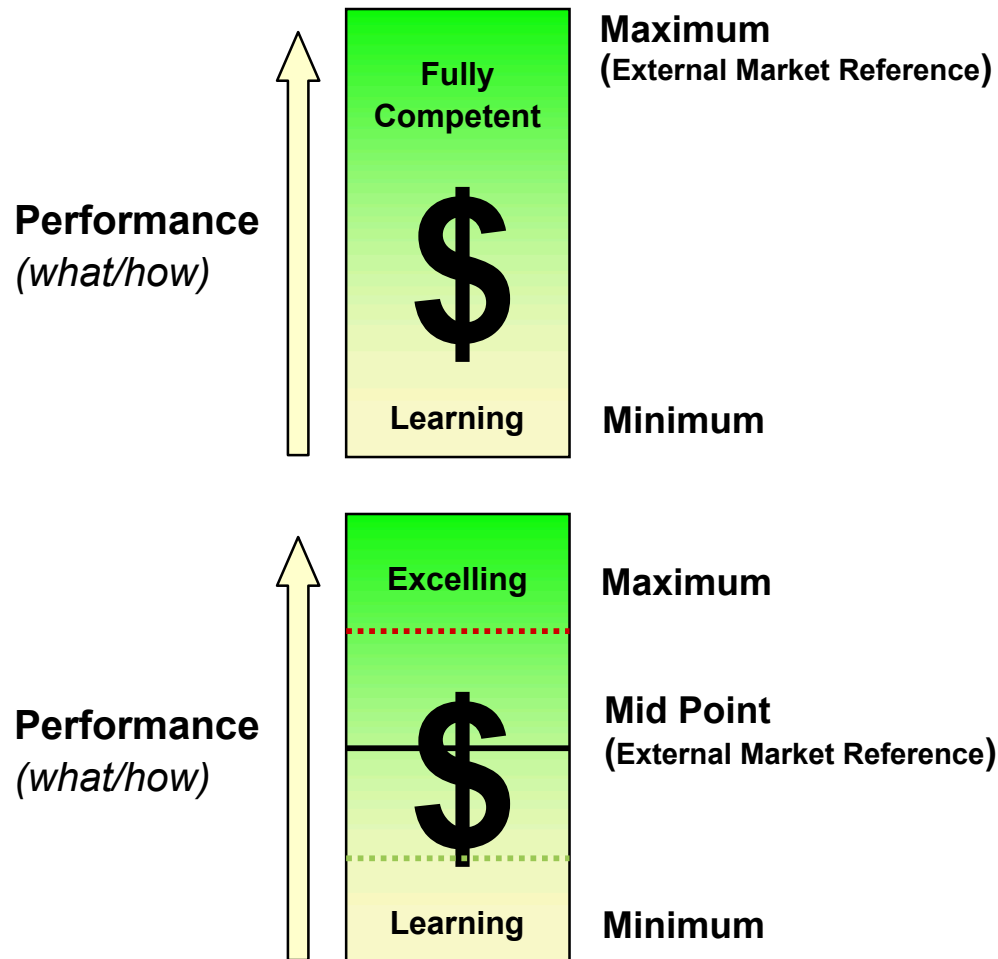 Maximum
(External Market Reference)
Fully
Competent
Performance
(what/how)
$
Learning
Minimum
Excelling
Maximum
Mid Point
(External Market Reference)
Performance
(what/how)
$
Learning
Minimum